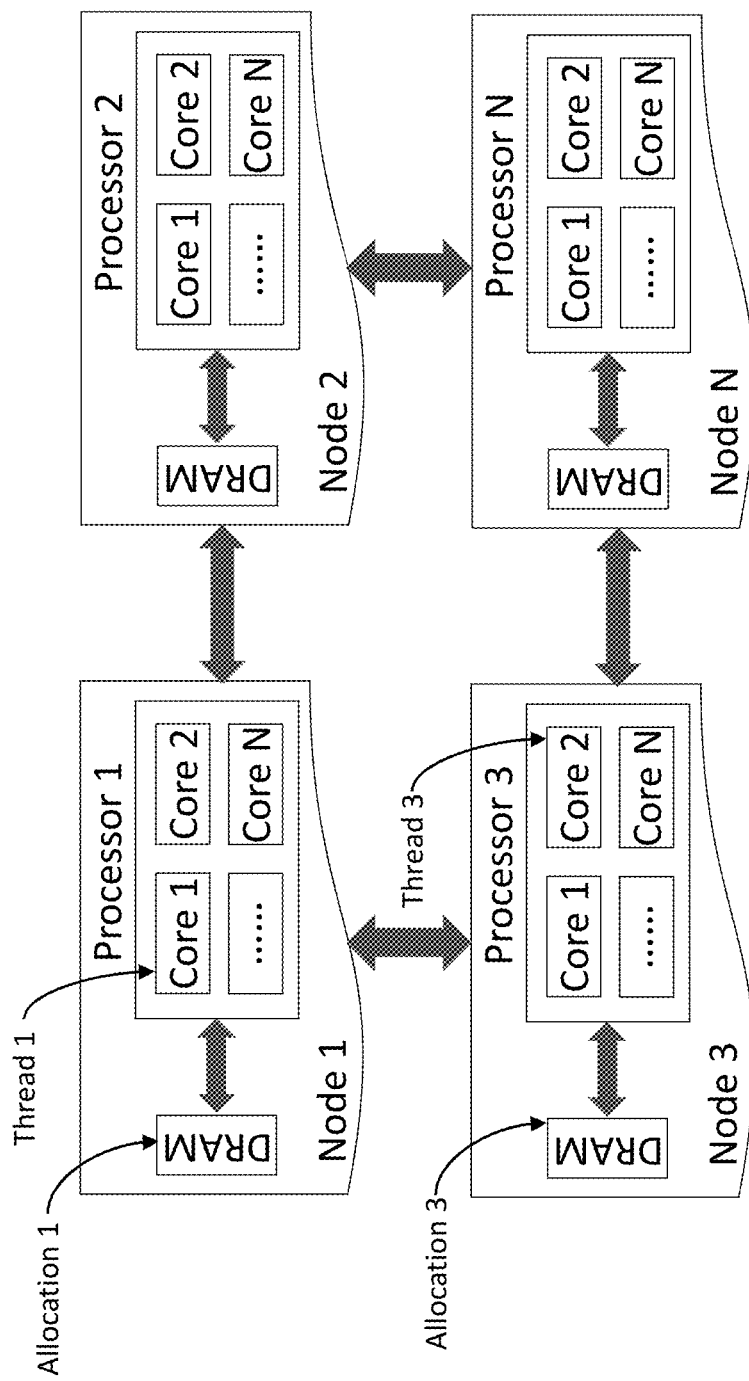 Allocation 1
Thread 1
DRAM
Processor 1
Core 1
Core 2
......
Core N
Node 1
DRAM
Processor 2
Core 1
Core 2
......
Core N
Node 2
Allocation 3
Thread 3
DRAM
Processor 3
Core 1
Core 2
......
Core N
Node 3
DRAM
Processor N
Core 1
Core 2
......
Core N
Node N